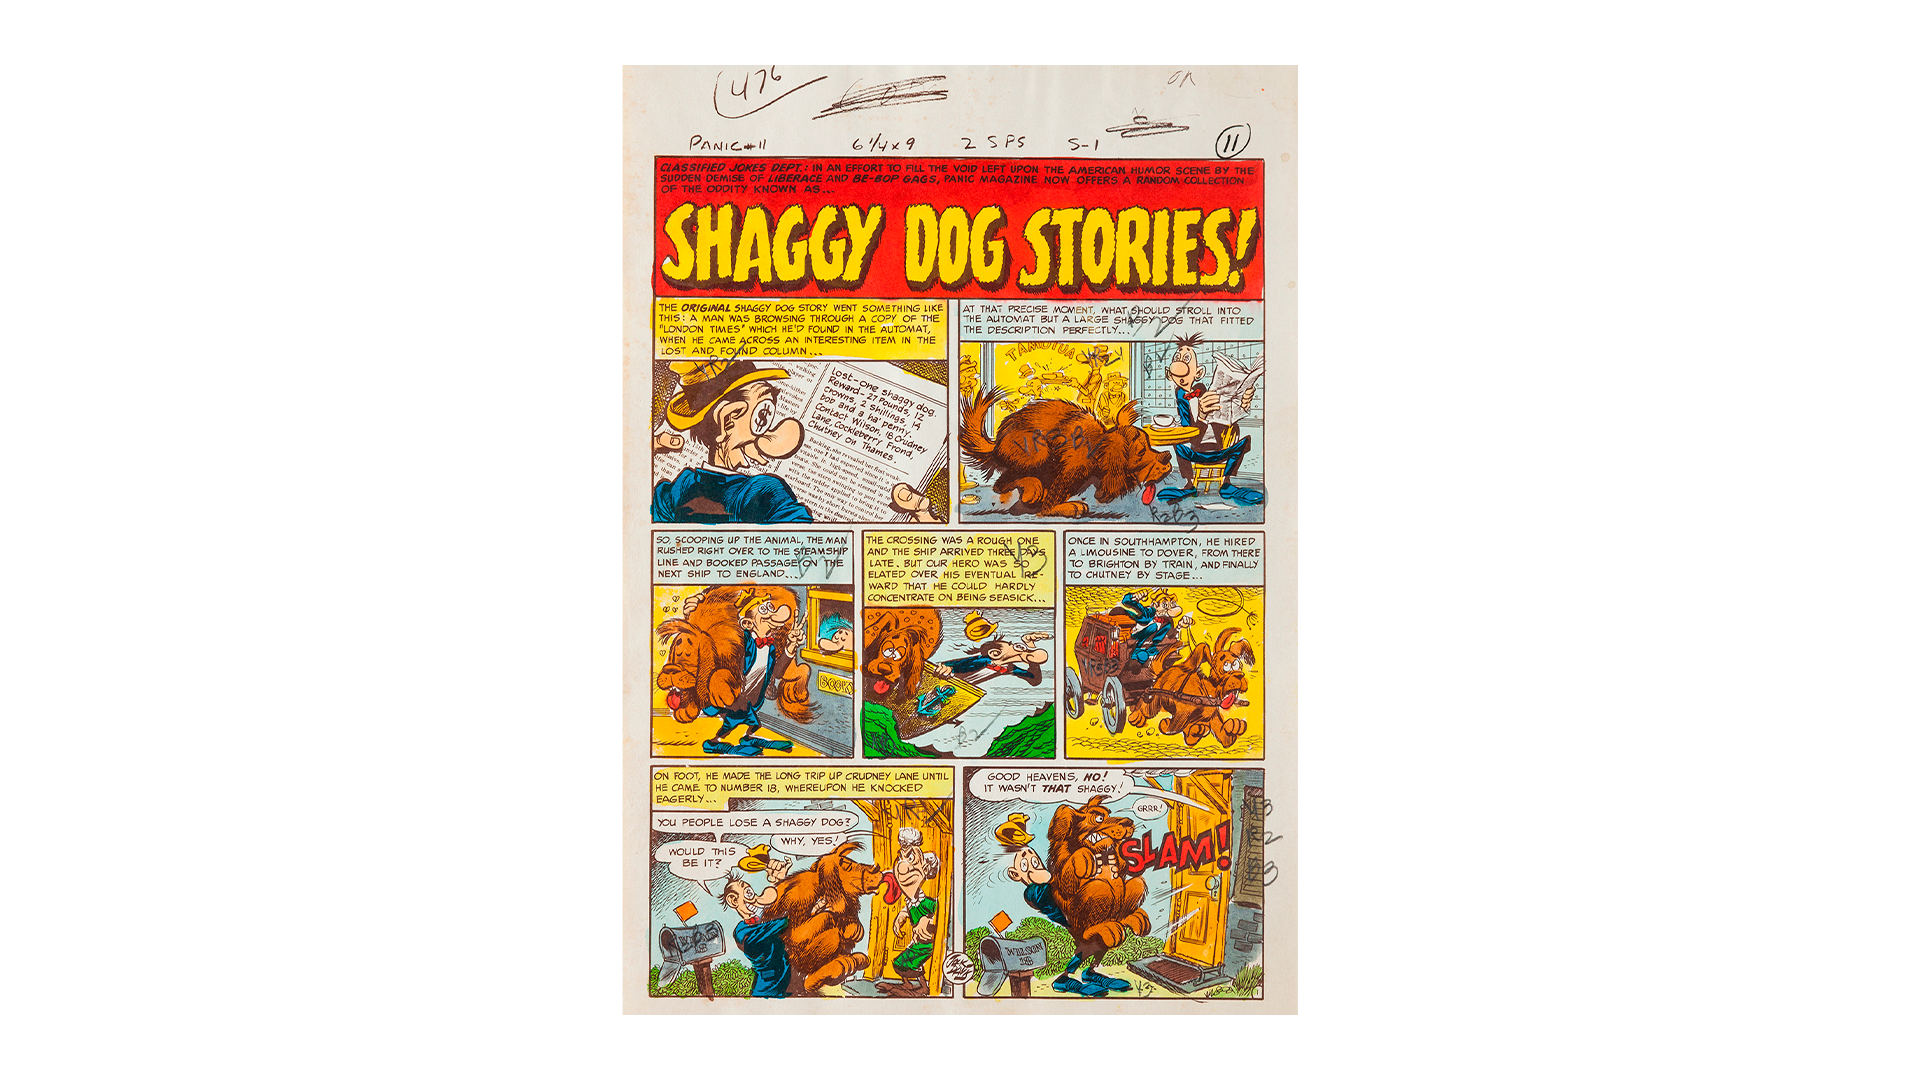 476
OK
PANIC #11 6 1/4 x 9 2 SPS S-1 11
CLASSIFIED JOKES DEPT.: IN AN EFFORT TO FILL THE VOID LEFT UPON THE AMERICAN HUMOR SCENE BY THE
SUDDEN DEMISE OF LIBERACE AND BE-BOP GAGS, PANIC MAGAZINE NOW OFFERS A RANDOM COLLECTION
OF THE ODDITY KNOWN AS...
SHAGGY DOG STORIES!
THE ORIGINAL SHAGGY DOG STORY WENT SOMETHING LIKE
THIS: A MAN WAS BROWSING THROUGH A COPY OF THE
"LONDON TIMES" WHICH HE'D FOUND IN THE AUTOMAT,
WHEN HE CAME ACROSS AN INTERESTING ITEM IN THE
LOST AND FOUND COLUMN...
Lost-One shaggy dog.
Reward-27 Pounds, 12
Crowns, 2 shillings, 14
bob and a ha'penny.
Contact Wilson, 18 Crudney
Lane, Cockleberry Frond,
Chutney on Thames.
AT THAT PRECISE MOMENT, WHAT SHOULD STROLL INTO
THE AUTOMAT BUT A LARGE SHAGGY DOG THAT FITTED
THE DESCRIPTION PERFECTLY...
TAMOTUA
SO, SCOOPING UP THE ANIMAL, THE MAN
RUSHED RIGHT OVER TO THE STEAMSHIP
LINE AND BOOKED PASSAGE ON THE
NEXT SHIP TO ENGLAND...
THE CROSSING WAS A ROUGH ONE
AND THE SHIP ARRIVED THREE DAYS
LATE. BUT OUR HERO WAS SO
ELATED OVER HIS EVENTUAL RE-
WARD THAT HE COULD HARDLY
CONCENTRATE ON BEING SEASICK...
ONCE IN SOUTHHAMPTON, HE HIRED
A LIMOUSINE TO DOVER, FROM THERE
TO BRIGHTON BY TRAIN, AND FINALLY
TO CHUTNEY BY STAGE...
ON FOOT, HE MADE THE LONG TRIP UP CRUDNEY LANE UNTIL
HE CAME TO NUMBER 18, WHEREUPON HE KNOCKED
EAGERLY...
YOU PEOPLE LOSE A SHAGGY DOG?
WHY, YES!
WOULD THIS
BE IT?
GOOD HEAVENS, NO!
IT WASN'T THAT SHAGGY!
GRRR!
SLAM!
WILSON
18
1